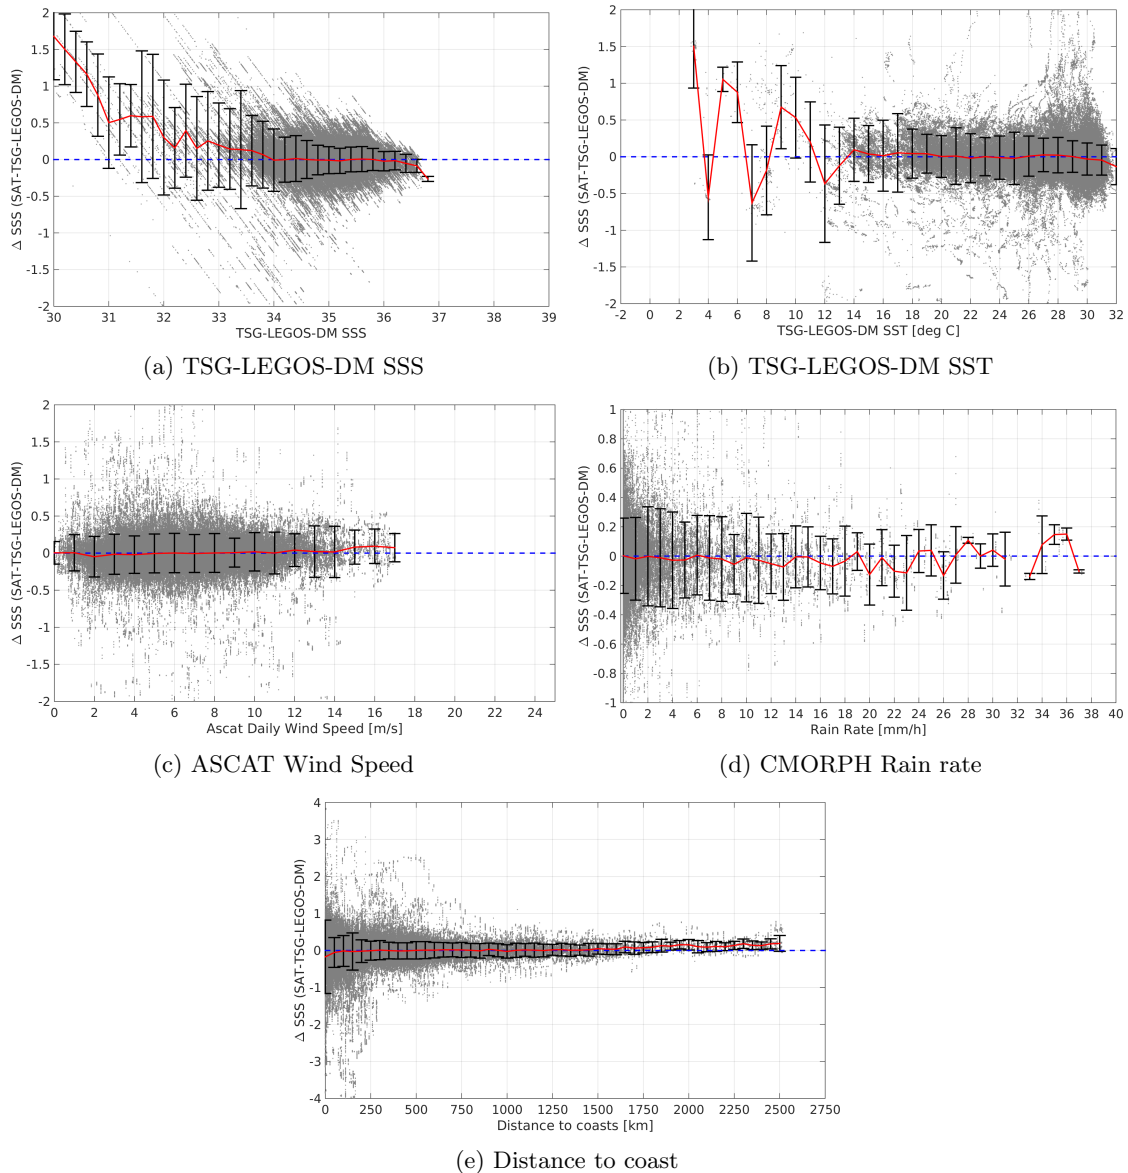 2
1.5
1
0.5
0
-0.5
-1
-1.5
-2
Δ SSS (SAT-TSG-LEGOS-DM)
30 31 32 33 34 35 36 37 38 39
TSG-LEGOS-DM SSS
(a) TSG-LEGOS-DM SSS
2
1.5
1
0.5
0
-0.5
-1
-1.5
-2
Δ SSS (SAT-TSG-LEGOS-DM)
-2 0 2 4 6 8 10 12 14 16 18 20 22 24 26 28 30 32
TSG-LEGOS-DM SST [deg C]
(b) TSG-LEGOS-DM SST
2
1.5
1
0.5
0
-0.5
-1
-1.5
-2
Δ SSS (SAT-TSG-LEGOS-DM)
0 2 4 6 8 10 12 14 16 18 20 22 24
Ascat Daily Wind Speed [m/s]
(c) ASCAT Wind Speed
1
0.8
0.6
0.4
0.2
0
-0.2
-0.4
-0.6
-0.8
-1
Δ SSS (SAT-TSG-LEGOS-DM)
0 2 4 6 8 10 12 14 16 18 20 22 24 26 28 30 32 34 36 38 40
Rain Rate [mm/h]
(d) CMORPH Rain rate
4
3
2
1
0
-1
-2
-3
-4
Δ SSS (SAT-TSG-LEGOS-DM)
0 250 500 750 1000 1250 1500 1750 2000 2250 2500 2750
Distance to coasts [km]
(e) Distance to coast